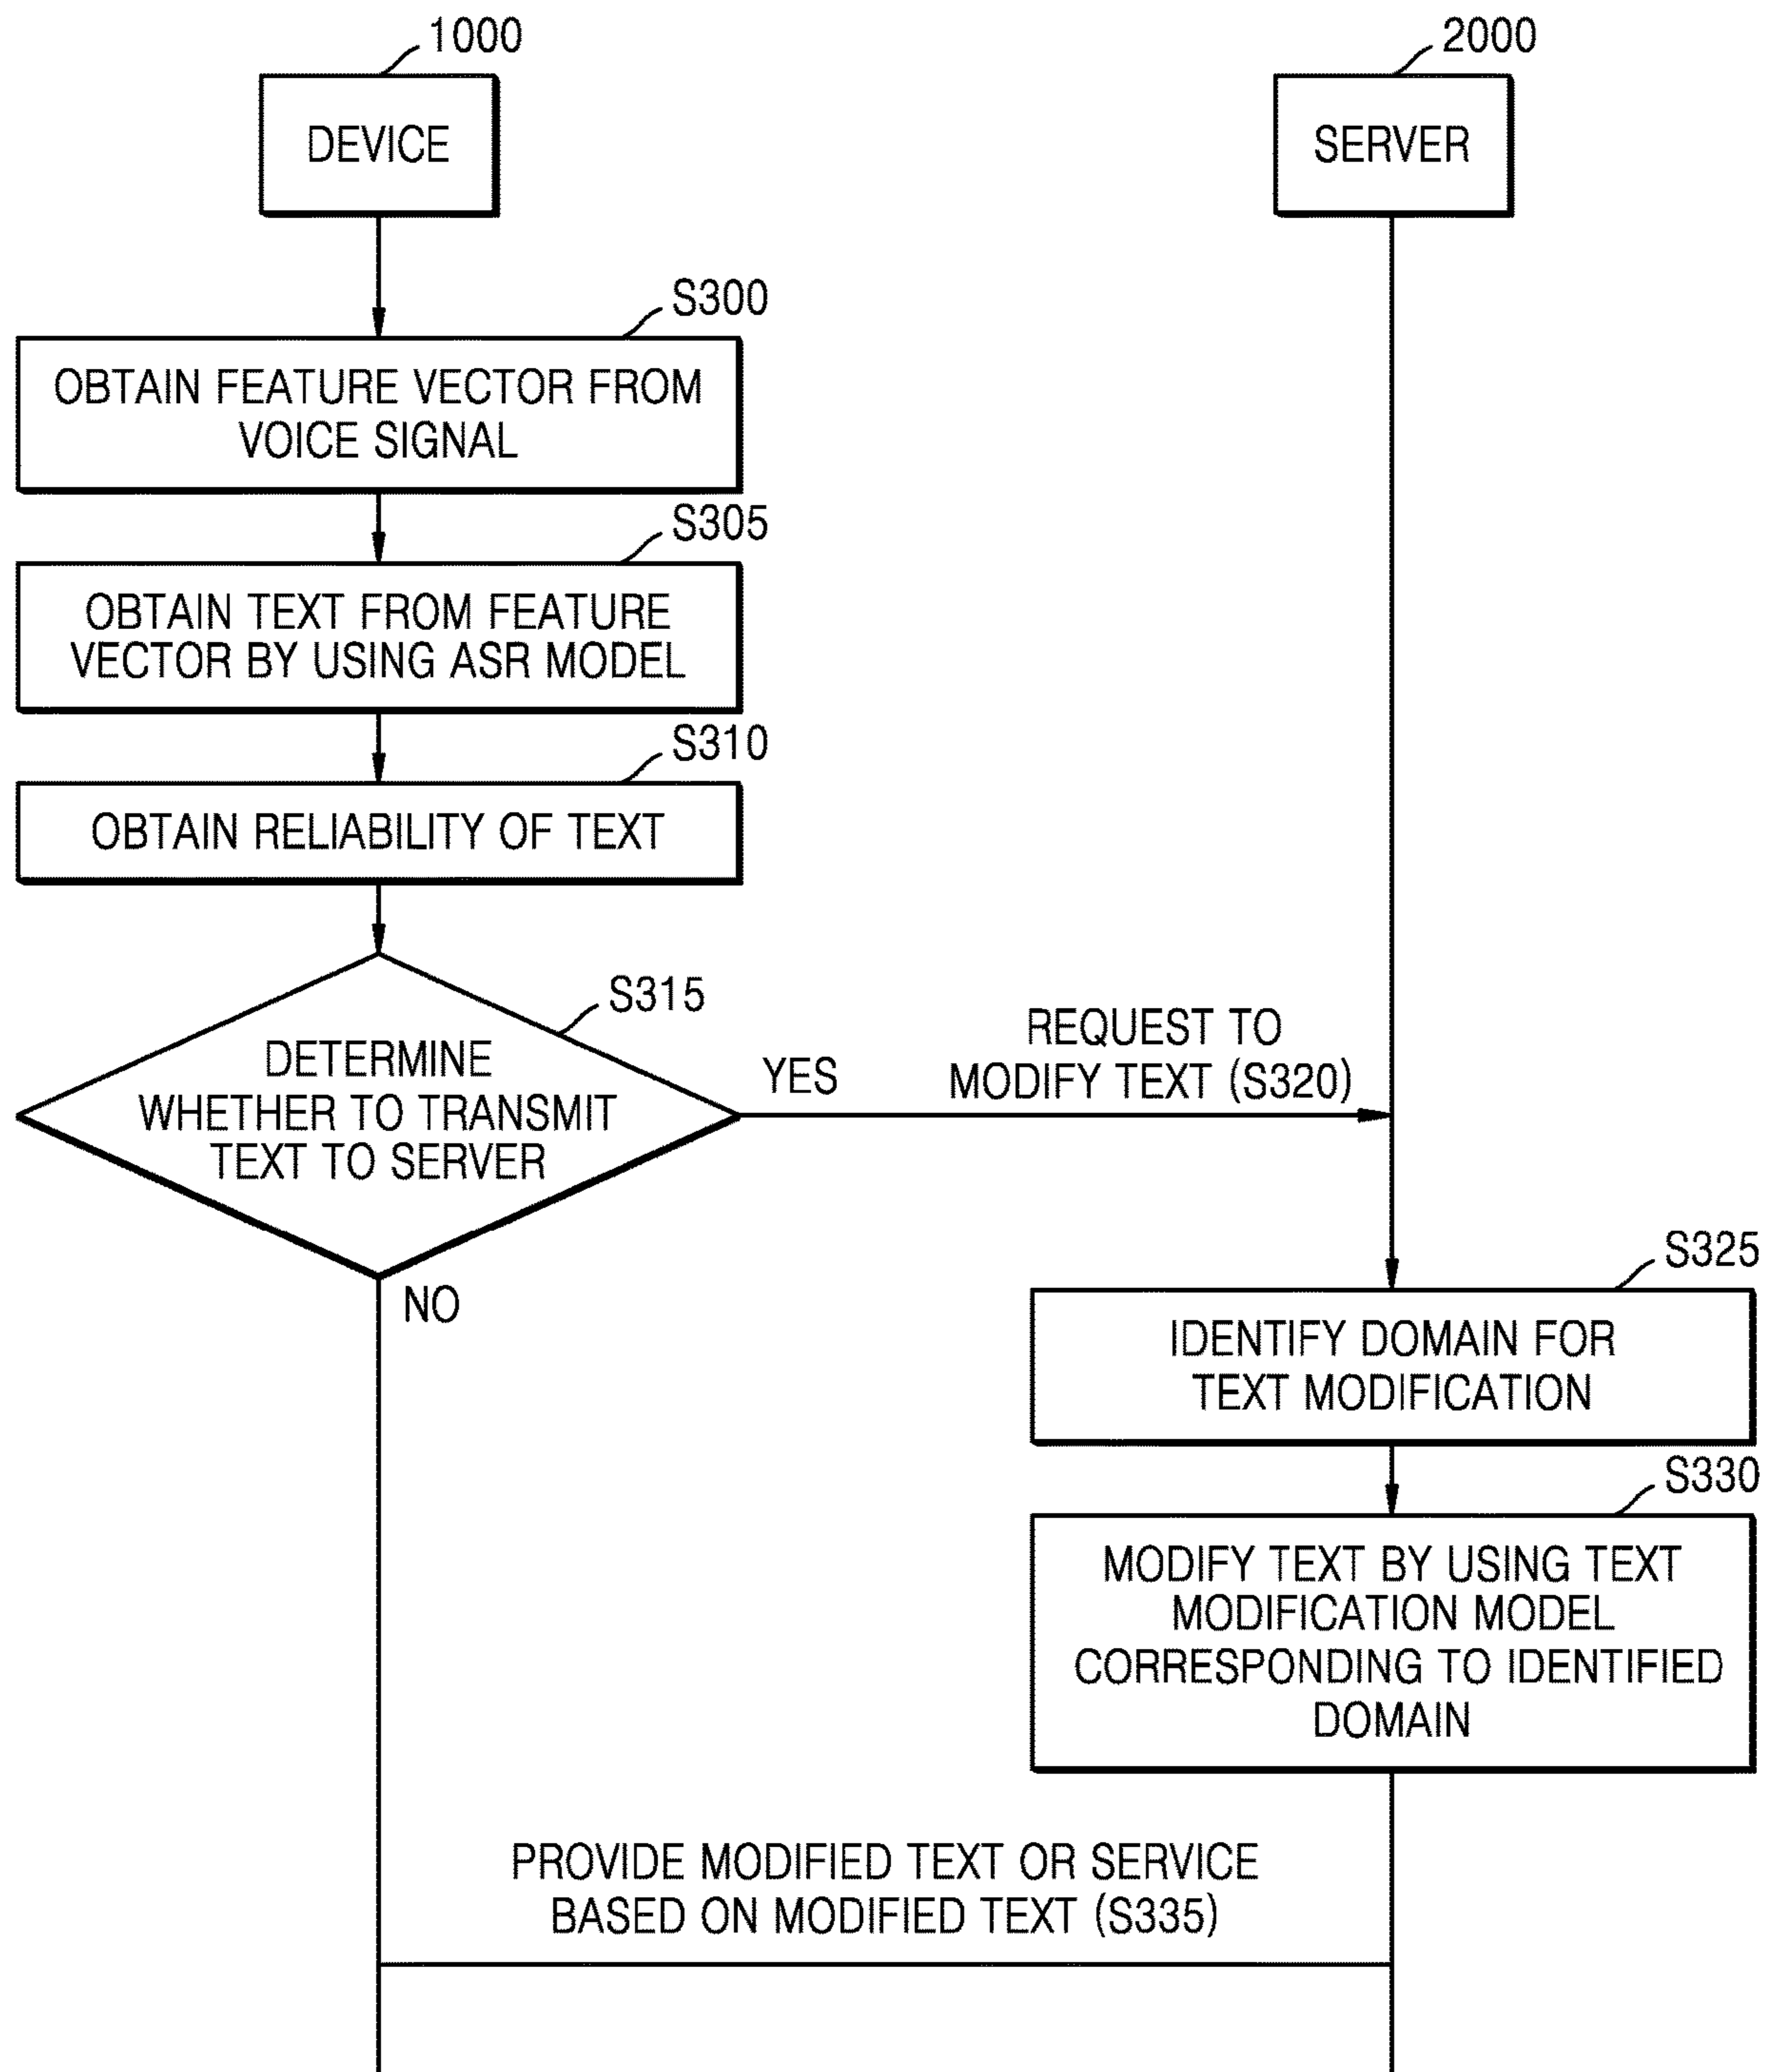 1000
2000
DEVICE
SERVER
S300
OBTAIN FEATURE VECTOR FROM
VOICE SIGNAL
S305
OBTAIN TEXT FROM FEATURE
VECTOR BY USING ASR MODEL
S310
OBTAIN RELIABILITY OF TEXT
S315
DETERMINE
WHETHER TO TRANSMIT
TEXT TO SERVER
YES
REQUEST TO
MODIFY TEXT (S320)
NO
S325
IDENTIFY DOMAIN FOR
TEXT MODIFICATION
S330
MODIFY TEXT BY USING TEXT
MODIFICATION MODEL
CORRESPONDING TO IDENTIFIED
DOMAIN
PROVIDE MODIFIED TEXT OR SERVICE
BASED ON MODIFIED TEXT (S335)